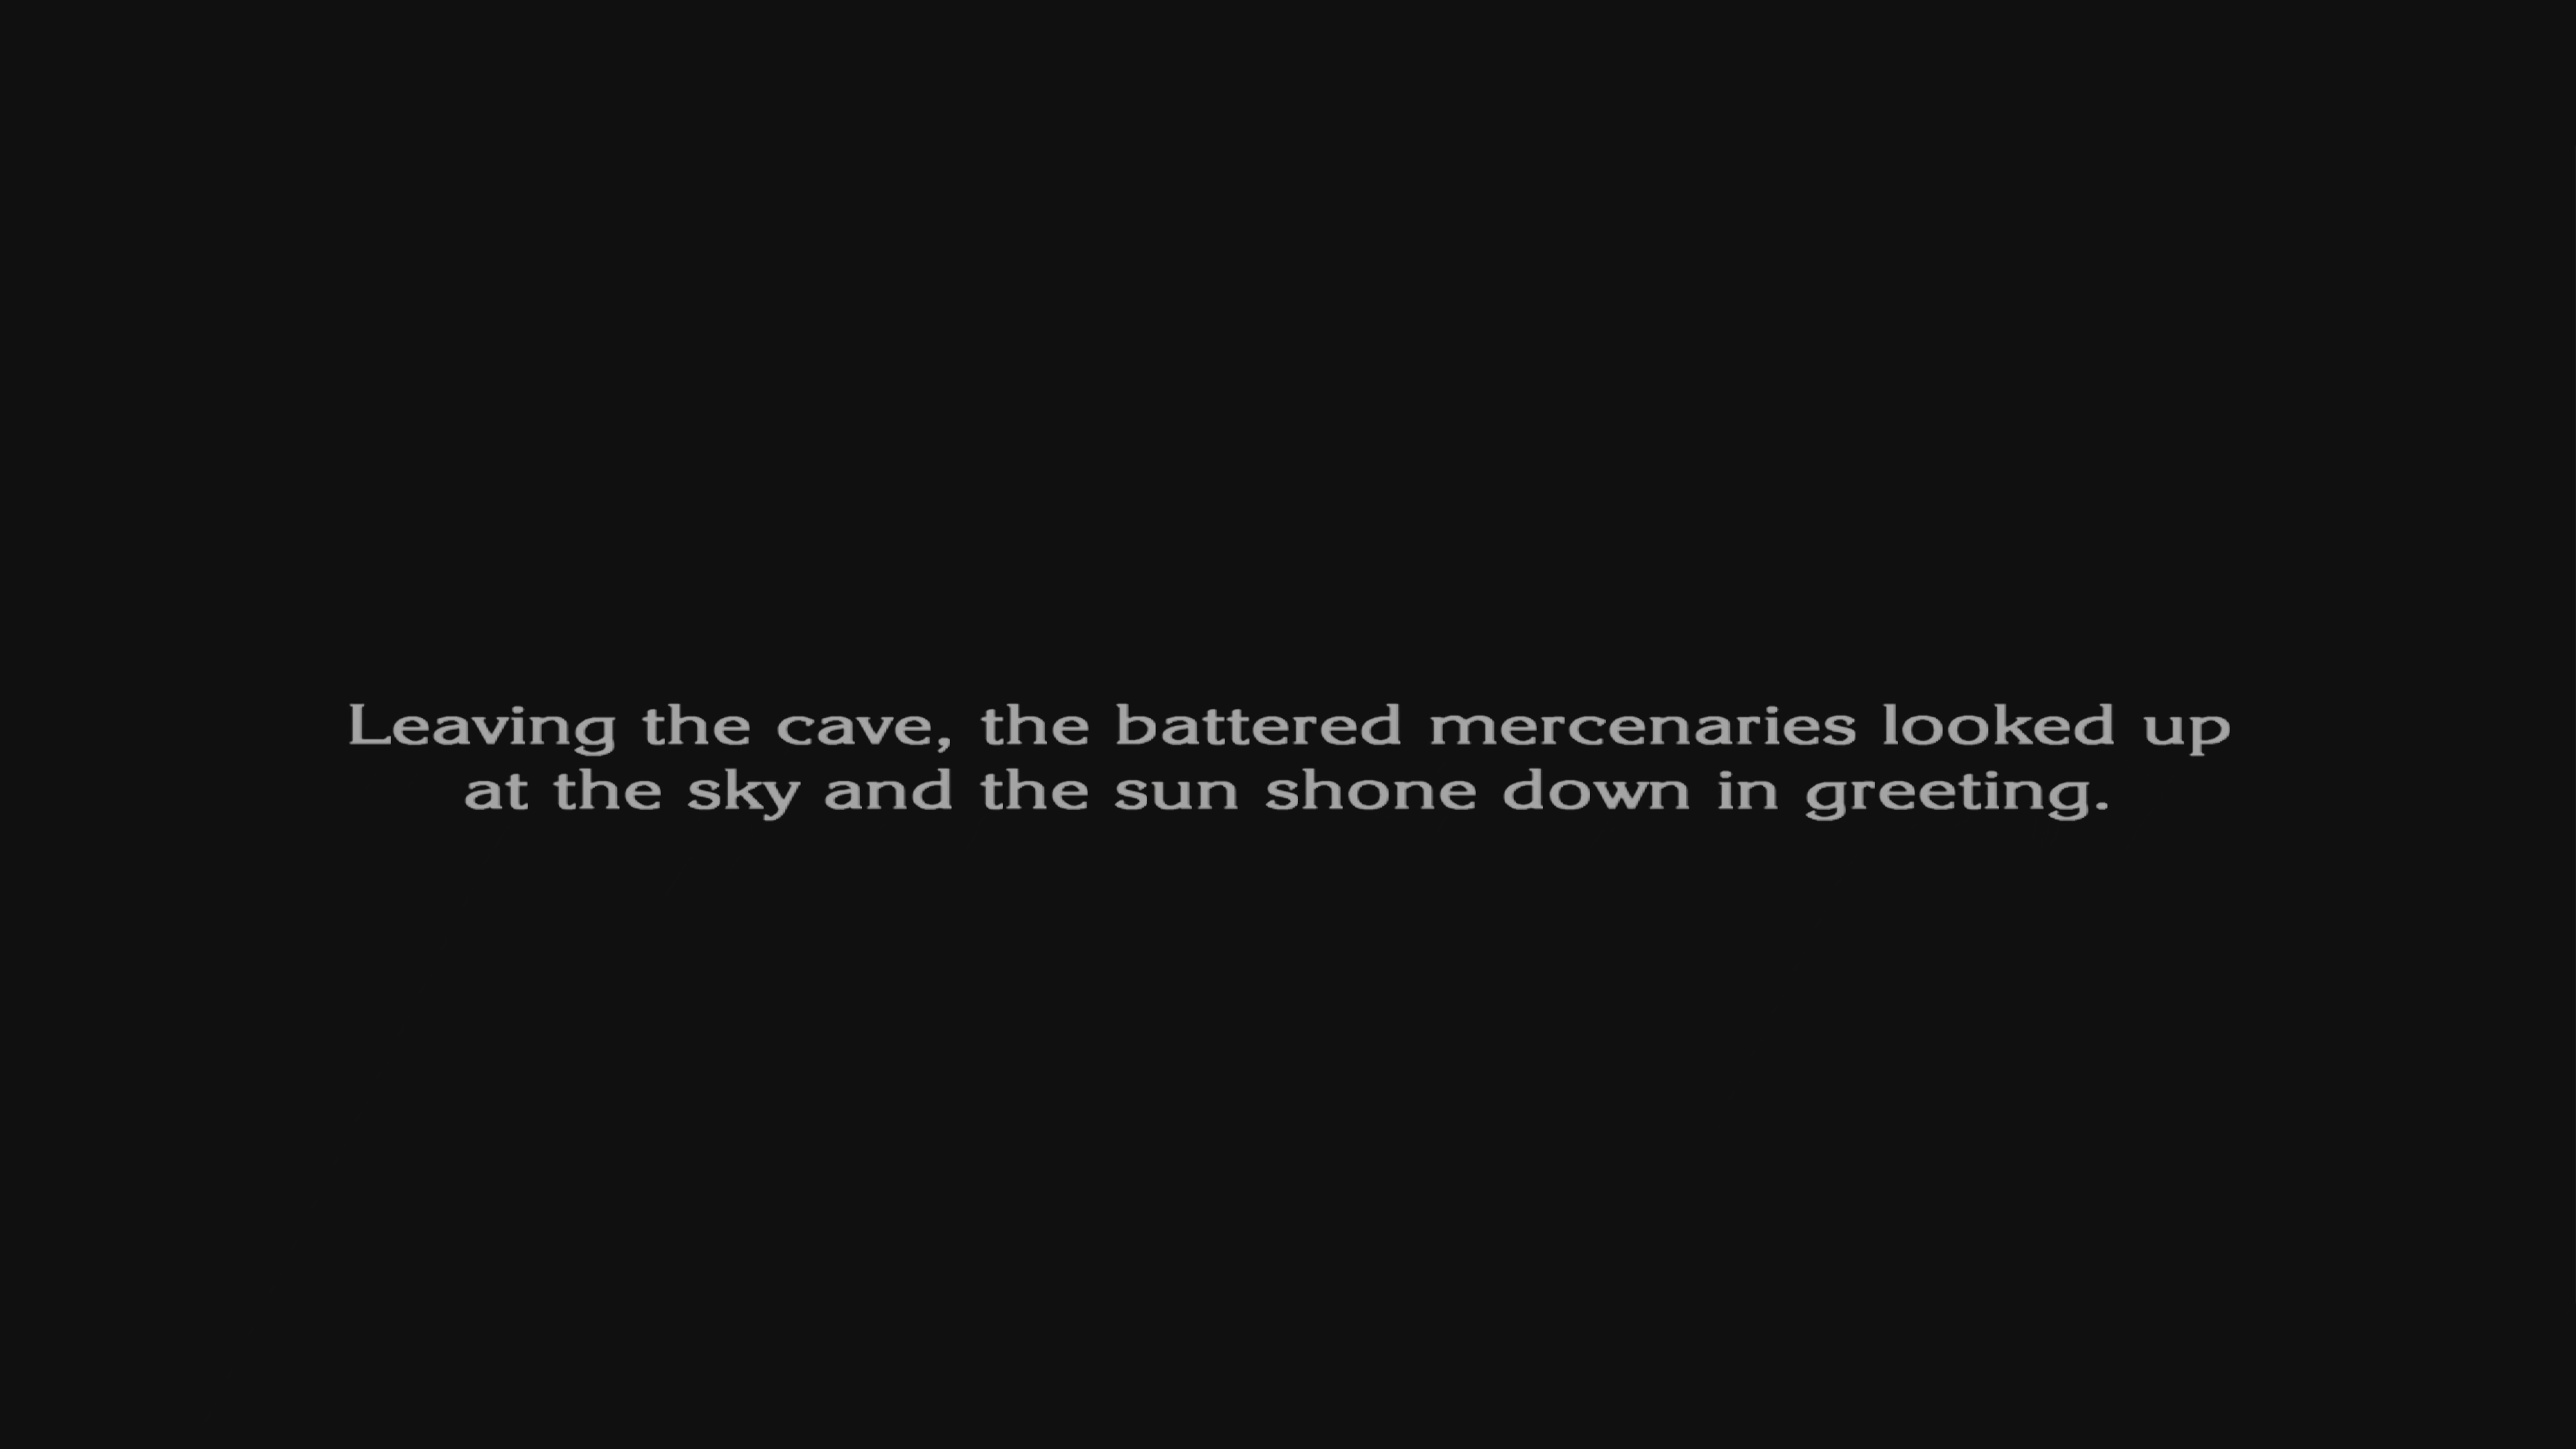 Leaving the cave, the battered mercenaries looked up
at the sky and the sun shone down in greeting.